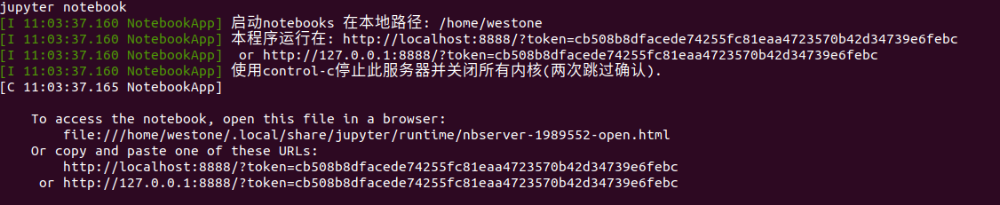 jupyter notebook
[I 11:03:37.160 NotebookApp] 启动notebooks 在本地路径: /home/westone
[I 11:03:37.160 NotebookApp] 本程序运行在: http://localhost:8888/?token=cb508b8dfacede74255fc81eaa4723570b42d34739e6febc
[I 11:03:37.160 NotebookApp]  or http://127.0.0.1:8888/?token=cb508b8dfacede74255fc81eaa4723570b42d34739e6febc
[I 11:03:37.160 NotebookApp] 使用control-c停止此服务器并关闭所有内核(两次跳过确认).
[C 11:03:37.165 NotebookApp]
To access the notebook, open this file in a browser:
file:///home/westone/.local/share/jupyter/runtime/nbserver-1989552-open.html
Or copy and paste one of these URLs:
http://localhost:8888/?token=cb508b8dfacede74255fc81eaa4723570b42d34739e6febc
or http://127.0.0.1:8888/?token=cb508b8dfacede74255fc81eaa4723570b42d34739e6febc